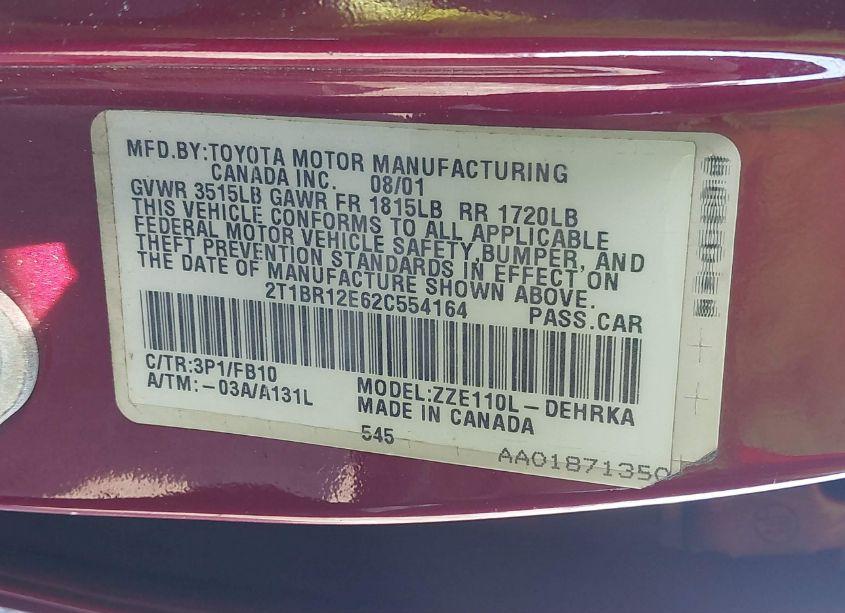 MFD.BY:TOYOTA MOTOR MANUFACTURING
CANADA INC. 08/01
GVWR 3515LB GAWR FR 1815LB RR 1720LB
THIS VEHICLE CONFORMS TO ALL APPLICABLE
FEDERAL MOTOR VEHICLE SAFETY,BUMPER, AND
THEFT PREVENTION STANDARDS IN EFFECT ON
THE DATE OF MANUFACTURE SHOWN ABOVE.
2T1BR12E62C554164 PASS.CAR
C/TR:3P1/FB10
A/TM:-03A/A131L
MODEL:ZZE110L-DEHRKA
MADE IN CANADA
545
AA01871350